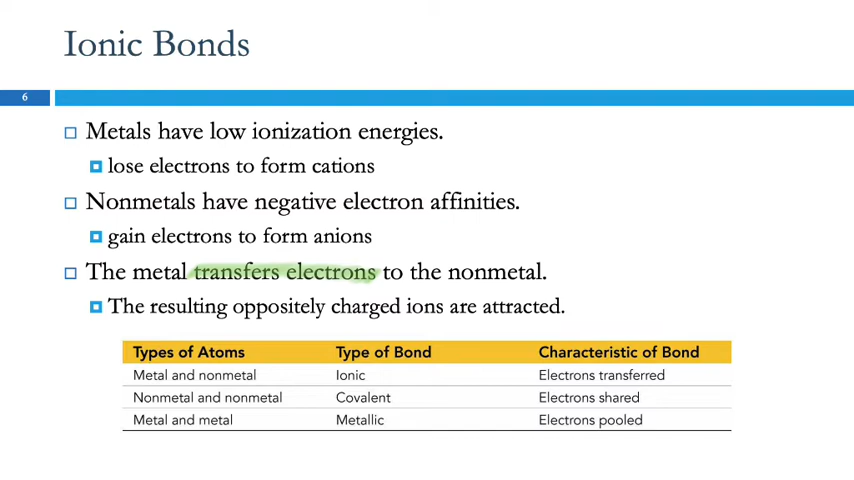 Ionic Bonds
6
Metals have low ionization energies.
lose electrons to form cations
Nonmetals have negative electron affinities.
gain electrons to form anions
The metal transfers electrons to the nonmetal.
The resulting oppositely charged ions are attracted.
Types of Atoms Type of Bond Characteristic of Bond
Metal and nonmetal Ionic Electrons transferred
Nonmetal and nonmetal Covalent Electrons shared
Metal and metal Metallic Electrons pooled